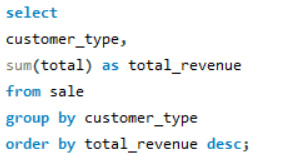 select
customer_type,
sum(total) as total_revenue
from sale
group by customer_type
order by total_revenue desc;